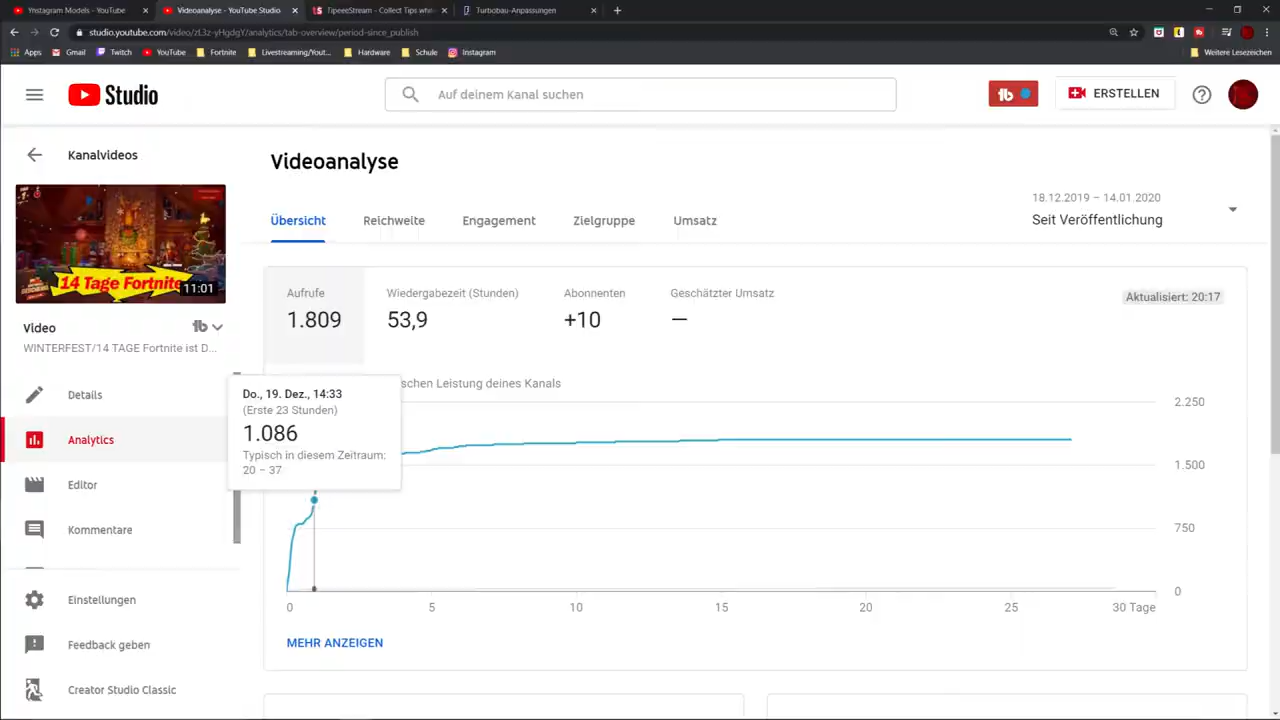 Ynstagram Models - YouTube
Videoanalyse - YouTube Studio
TipeeeStream - Collect Tips whe
Turbobau-Anpassungen
studio.youtube.com/video/zL3z-yHgdgY/analytics/tab-overview/period-since_publish
Apps
Gmail
Twitch
YouTube
Fortnite
Livestreaming/Yout...
Hardware
Schule
Instagram
Weitere Lesezeichen
Studio
Auf deinem Kanal suchen
ERSTELLEN
Kanalvideos
14 Tage Fortnite
11:01
Video
WINTERFEST/14 TAGE Fortnite ist D...
Details
Analytics
Editor
Kommentare
Einstellungen
Feedback geben
Creator Studio Classic
Videoanalyse
Übersicht
Reichweite
Engagement
Zielgruppe
Umsatz
18.12.2019 – 14.01.2020
Seit Veröffentlichung
Aufrufe
1.809
Wiedergabezeit (Stunden)
53,9
Abonnenten
+10
Geschätzter Umsatz
—
Aktualisiert: 20:17
schen Leistung deines Kanals
Do., 19. Dez., 14:33
(Erste 23 Stunden)
1.086
Typisch in diesem Zeitraum:
20 – 37
2.250
1.500
750
0
0
5
10
15
20
25
30 Tage
MEHR ANZEIGEN